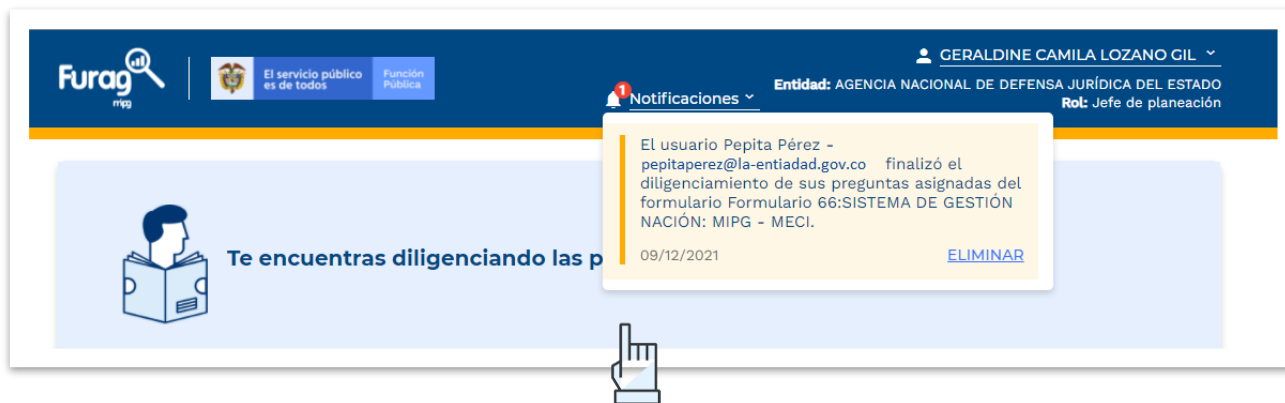 Furag
mipg
El servicio público
es de todos
Función
Pública
GERALDINE CAMILA LOZANO GIL
Entidad: AGENCIA NACIONAL DE DEFENSA JURÍDICA DEL ESTADO
Rol: Jefe de planeación
1
Notificaciones
El usuario Pepita Pérez –
pepitaperez@la-entiadad.gov.co finalizó el
diligenciamiento de sus preguntas asignadas del
formulario Formulario 66:SISTEMA DE GESTIÓN
NACIÓN: MIPG – MECI.
09/12/2021
ELIMINAR
Te encuentras diligenciando las p